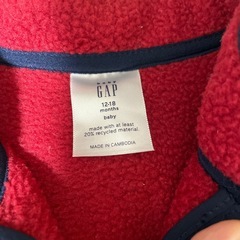 baby
GAP
12-18
months
baby
made with at least
20% recycled material
MADE IN CAMBODIA